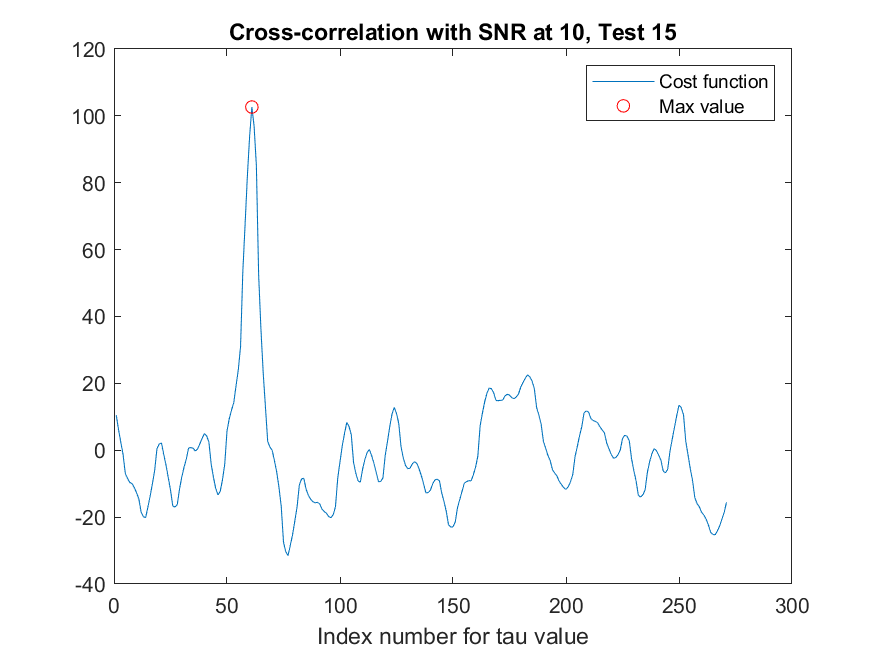 Cross-correlation with SNR at 10, Test 15
120
100
80
60
40
20
0
-20
-40
Cost function
Max value
0 50 100 150 200 250 300
Index number for tau value